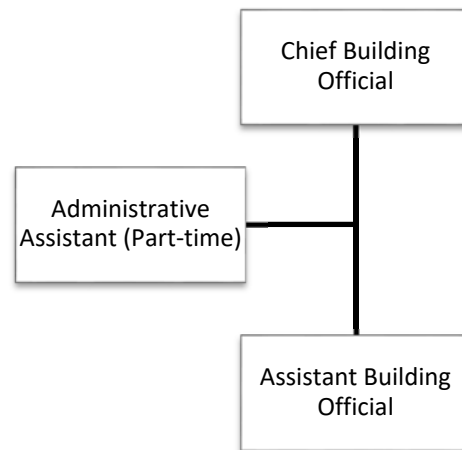 Chief Building
Official
Administrative
Assistant (Part-time)
Assistant Building
Official